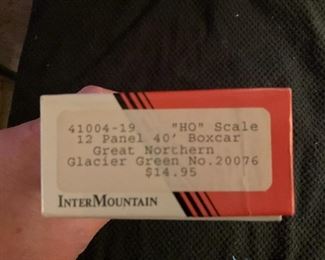 41004-19 "HO" Scale
12 Panel 40' Boxcar
Great Northern
Glacier Green No.20076
$14.95
INTERMOUNTAIN